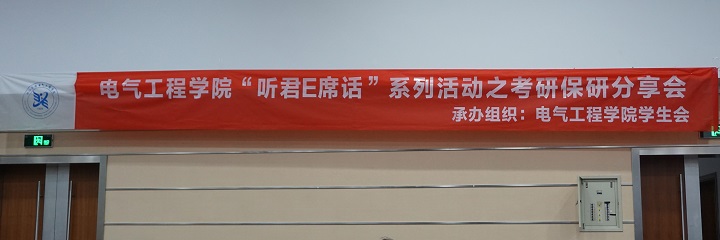 电气工程学院“听君E席话”系列活动之考研保研分享会
承办组织：电气工程学院学生会